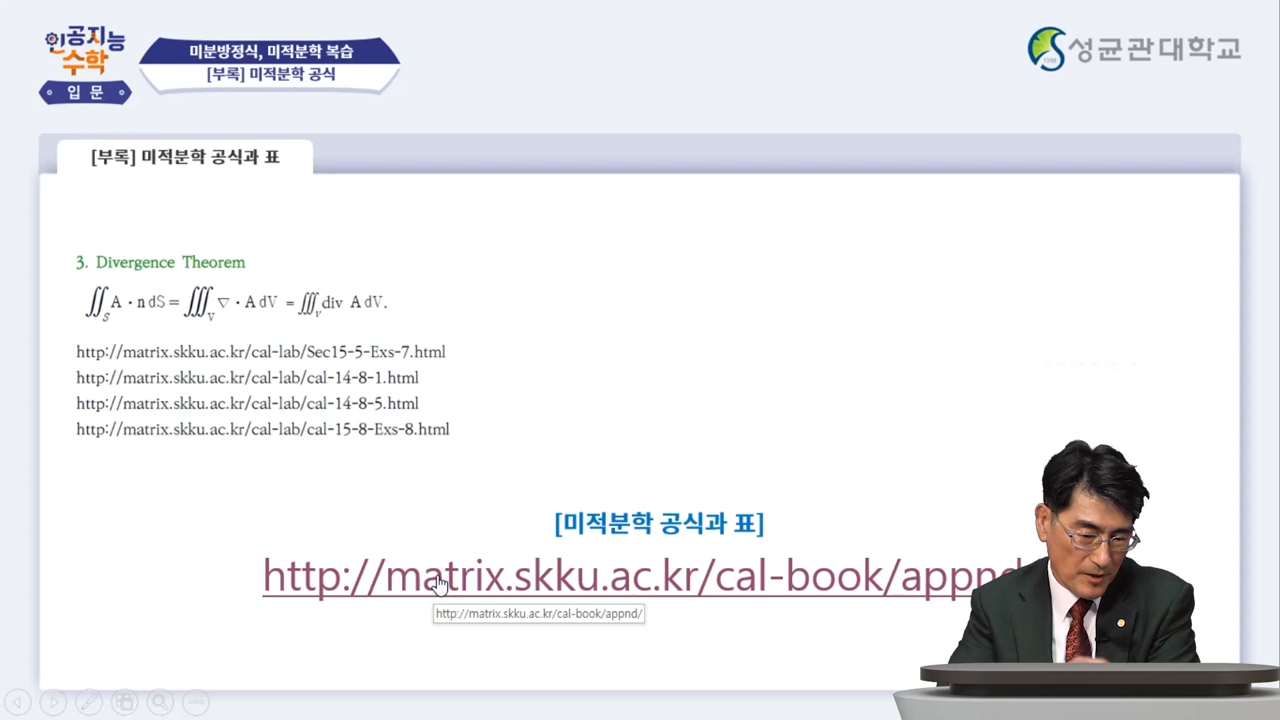 인공지능
수학
입 문
미분방정식, 미적분학 복습
[부록] 미적분학 공식
성균관대학교
[부록] 미적분학 공식과 표
3. Divergence Theorem
∬_S A · n dS = ∭_V ∇ · A dV = ∭_V div A dV.
http://matrix.skku.ac.kr/cal-lab/Sec15-5-Exs-7.html
http://matrix.skku.ac.kr/cal-lab/cal-14-8-1.html
http://matrix.skku.ac.kr/cal-lab/cal-14-8-5.html
http://matrix.skku.ac.kr/cal-lab/cal-15-8-Exs-8.html
[미적분학 공식과 표]
http://matrix.skku.ac.kr/cal-book/appnd
http://matrix.skku.ac.kr/cal-book/appnd/